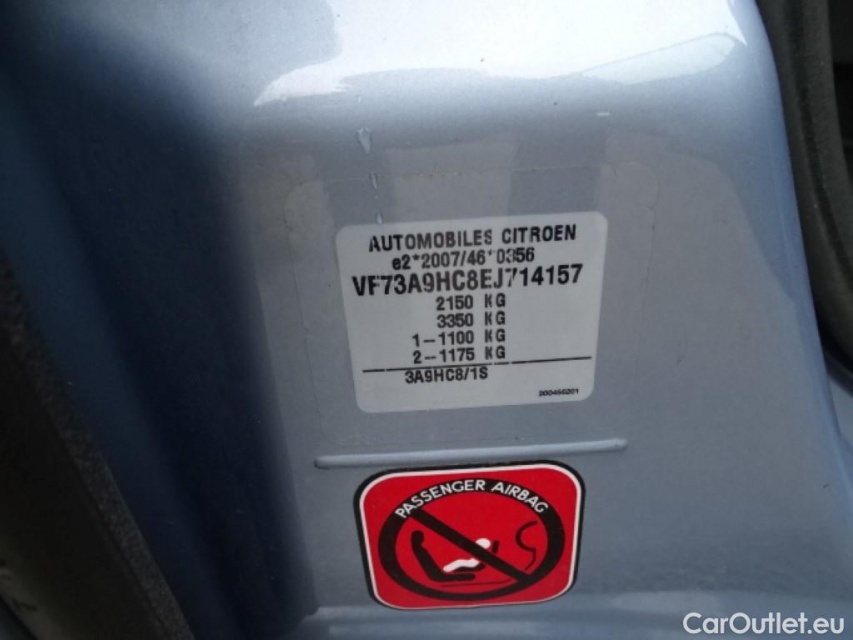 AUTOMOBILES CITROEN
e2*2007/46*0356
VF73A9HC8EJ714157
2150 KG
3350 KG
1-1100 KG
2-1175 KG
3A9HC8/1S
PASSENGER AIRBAG
CarOutlet.eu